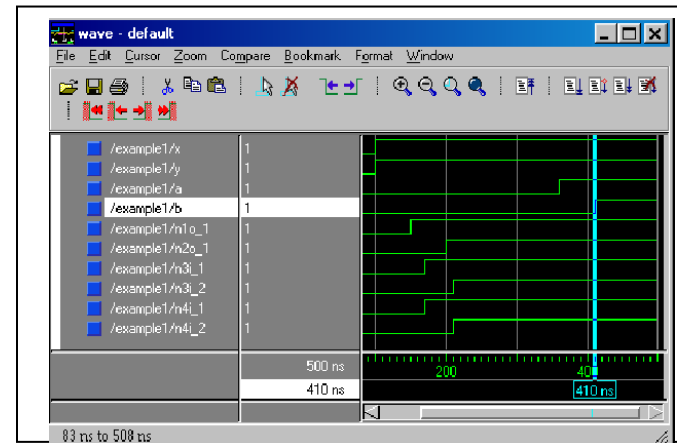 wave - default
File Edit Cursor Zoom Compare Bookmark Format Window
/example1/x 1
/example1/y 1
/example1/a 1
/example1/b 1
/example1/n1o_1 1
/example1/n2o_1 1
/example1/n3i_1 1
/example1/n3i_2 1
/example1/n4i_1 1
/example1/n4i_2 1
500 ns 200 400
410 ns 410 ns
83 ns to 508 ns